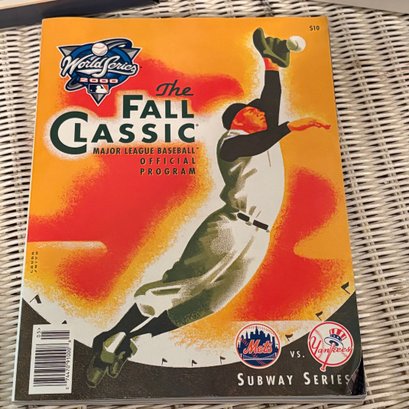 $10
World Series
2000
The
FALL
CLASSIC
MAJOR LEAGUE BASEBALL
OFFICIAL
PROGRAM
Mets
VS.
Yankees
SUBWAY SERIES